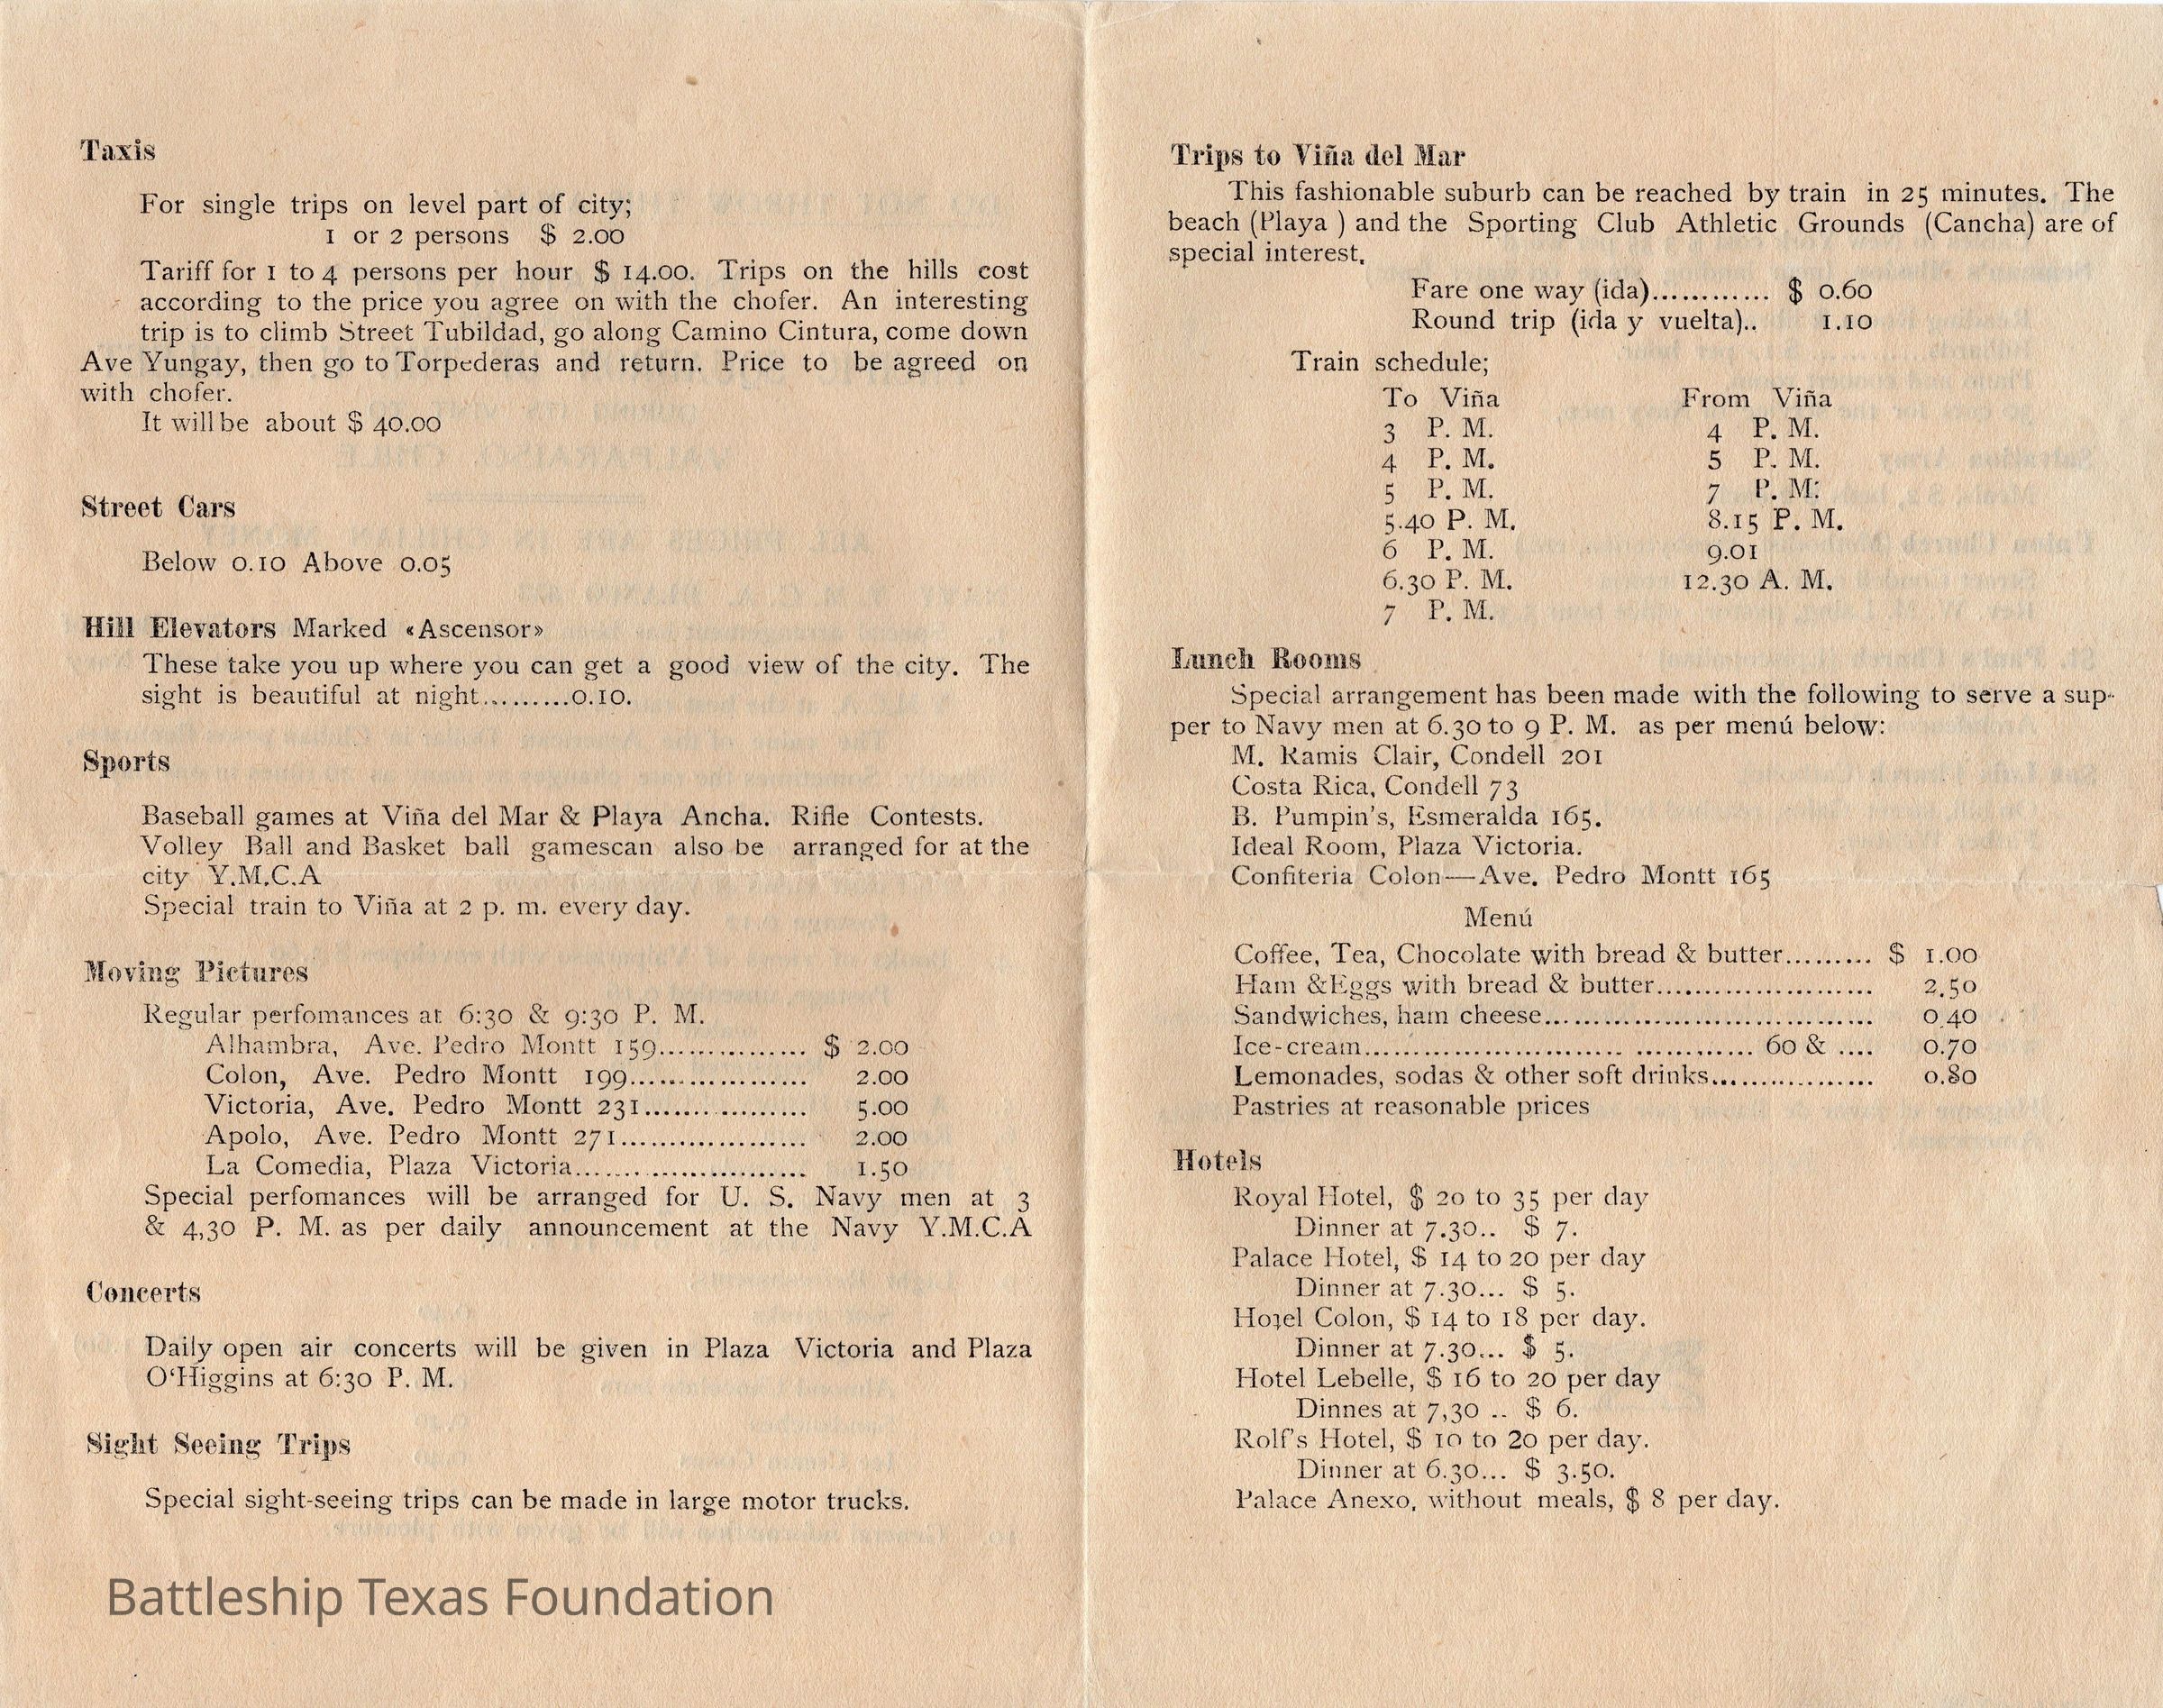 Taxis
For single trips on level part of city;
1 or 2 persons $ 2.00
Tariff for 1 to 4 persons per hour $ 14.00. Trips on the hills cost
according to the price you agree on with the chofer. An interesting
trip is to climb Street Tubildad, go along Camino Cintura, come down
Ave Yungay, then go to Torpederas and return. Price to be agreed on
with chofer.
It will be about $ 40.00
Street Cars
Below 0.10 Above 0.05
Hill Elevators Marked «Ascensor»
These take you up where you can get a good view of the city. The
sight is beautiful at night.........0.10.
Sports
Baseball games at Viña del Mar & Playa Ancha. Rifle Contests.
Volley Ball and Basket ball gamescan also be arranged for at the
city Y.M.C.A
Special train to Viña at 2 p. m. every day.
Moving Pictures
Regular perfomances at 6:30 & 9:30 P. M.
Alhambra, Ave. Pedro Montt 159............... $ 2.00
Colon, Ave. Pedro Montt 199.................. 2.00
Victoria, Ave. Pedro Montt 231................ 5.00
Apolo, Ave. Pedro Montt 271.................... 2.00
La Comedia, Plaza Victoria......................... 1.50
Special perfomances will be arranged for U. S. Navy men at 3
& 4,30 P. M. as per daily announcement at the Navy Y.M.C.A
Concerts
Daily open air concerts will be given in Plaza Victoria and Plaza
O‘Higgins at 6:30 P. M.
Sight Seeing Trips
Special sight-seeing trips can be made in large motor trucks.
Battleship Texas Foundation
Trips to Viña del Mar
This fashionable suburb can be reached by train in 25 minutes. The
beach (Playa ) and the Sporting Club Athletic Grounds (Cancha) are of
special interest.
Fare one way (ida)............ $ 0.60
Round trip (ida y vuelta).. 1.10
Train schedule;
To Viña From Viña
3 P. M. 4 P. M.
4 P. M. 5 P. M.
5 P. M. 7 P. M:
5.40 P. M. 8.15 P. M.
6 P. M. 9.01
6.30 P. M. 12.30 A. M.
7 P. M.
Lunch Rooms
Special arrangement has been made with the following to serve a sup-
per to Navy men at 6.30 to 9 P. M. as per menú below:
M. Ramis Clair, Condell 201
Costa Rica, Condell 73
B. Pumpin's, Esmeralda 165.
Ideal Room, Plaza Victoria.
Confiteria Colon—Ave. Pedro Montt 165
Menú
Coffee, Tea, Chocolate with bread & butter......... $ 1.00
Ham &Eggs with bread & butter....................... 2,50
Sandwiches, ham cheese.................................. 0.40
Ice-cream........................... ............ 60 & .... 0.70
Lemonades, sodas & other soft drinks................. 0.80
Pastries at reasonable prices
Hotels
Royal Hotel, $ 20 to 35 per day
Dinner at 7.30.. $ 7.
Palace Hotel, $ 14 to 20 per day
Dinner at 7.30... $ 5.
Hotel Colon, $ 14 to 18 per day.
Dinner at 7.30... $ 5.
Hotel Lebelle, $ 16 to 20 per day
Dinnes at 7,30 .. $ 6.
Rolf's Hotel, $ 10 to 20 per day.
Dinner at 6.30... $ 3.50.
Palace Anexo, without meals, $ 8 per day.